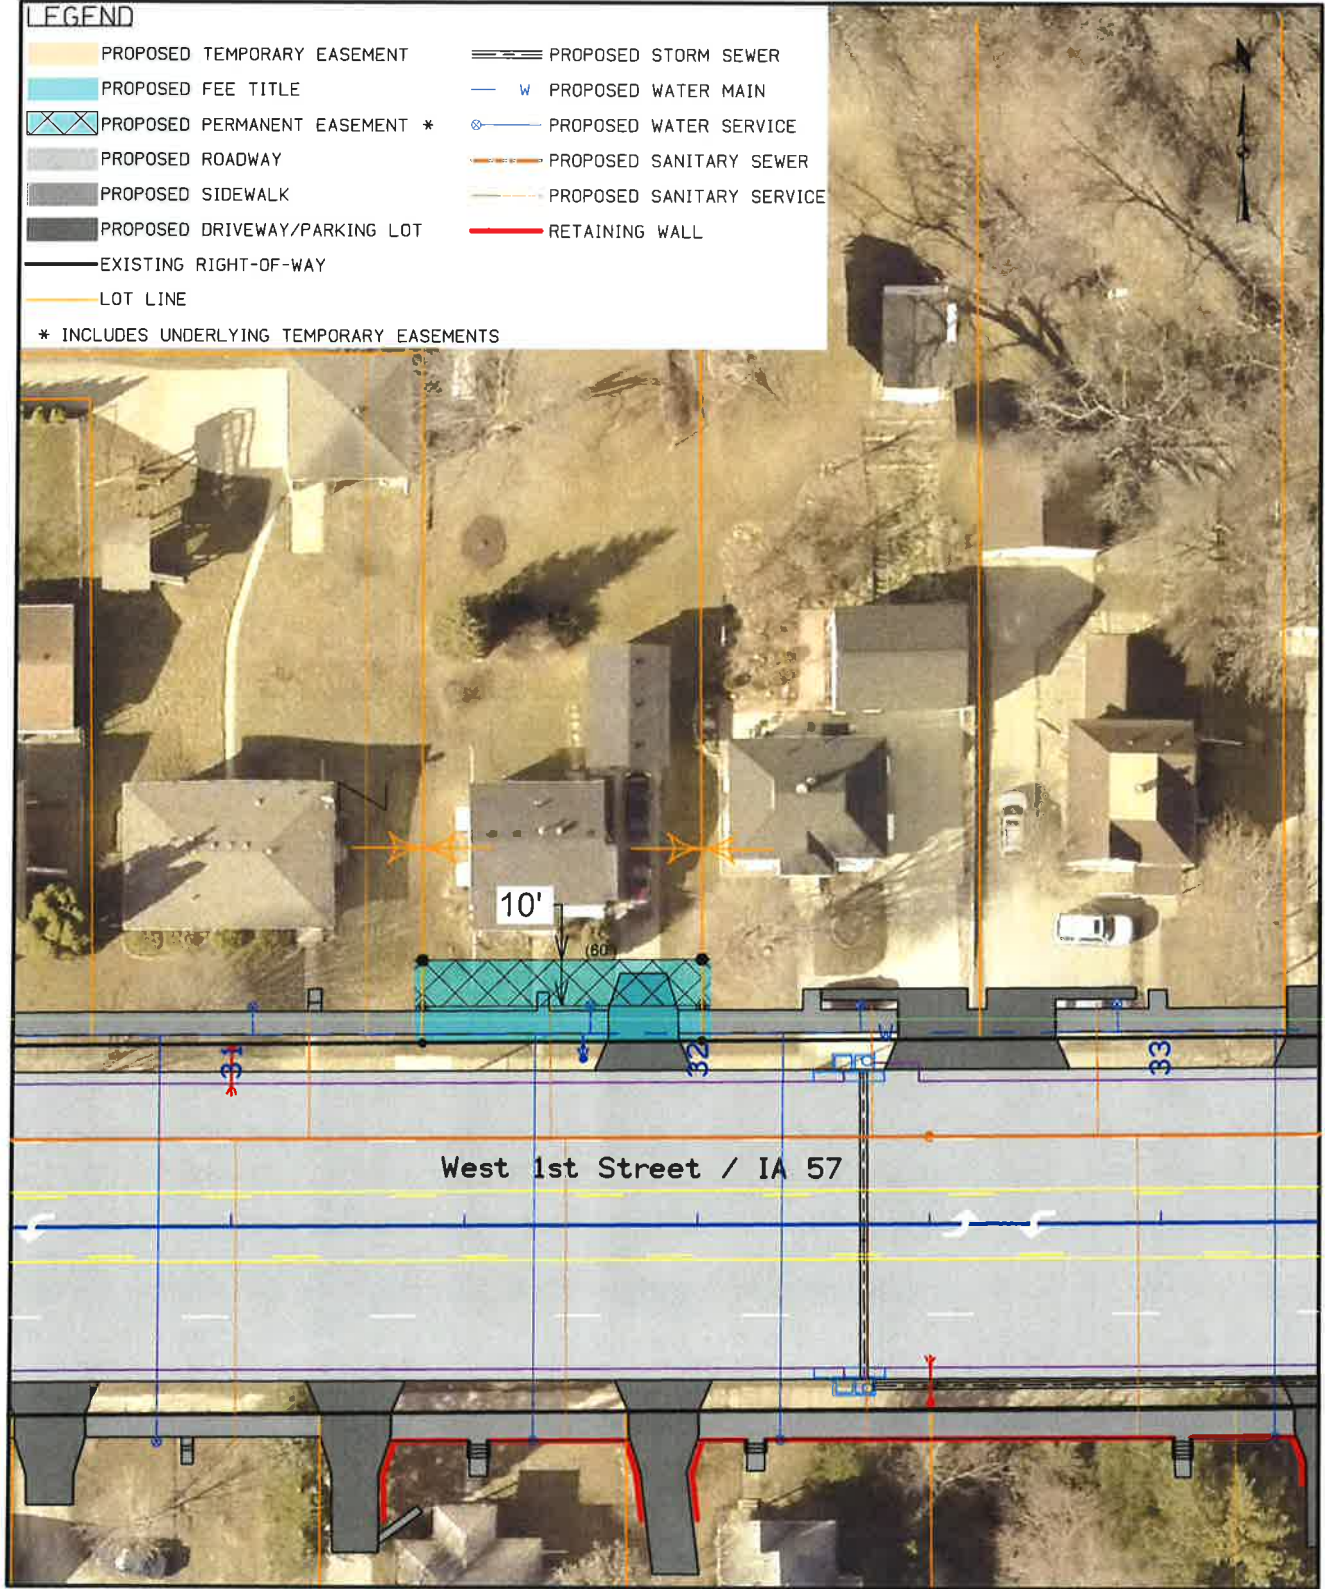 LEGEND
PROPOSED TEMPORARY EASEMENT
PROPOSED FEE TITLE
PROPOSED PERMANENT EASEMENT *
PROPOSED ROADWAY
PROPOSED SIDEWALK
PROPOSED DRIVEWAY/PARKING LOT
EXISTING RIGHT-OF-WAY
LOT LINE
* INCLUDES UNDERLYING TEMPORARY EASEMENTS
PROPOSED STORM SEWER
W PROPOSED WATER MAIN
PROPOSED WATER SERVICE
PROPOSED SANITARY SEWER
PROPOSED SANITARY SERVICE
RETAINING WALL
N
10'
(60')
W
31
32
33
West 1st Street / IA 57